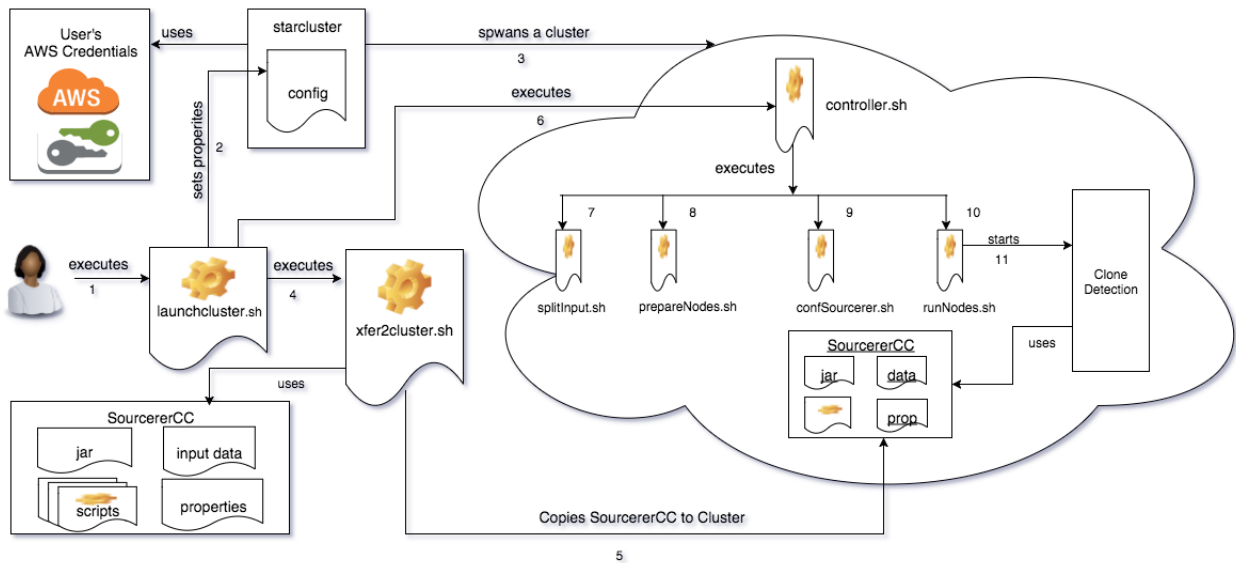 User's
AWS Credentials
AWS
uses
starcluster
config
spwans a cluster
3
sets properites
2
executes
6
controller.sh
executes
7
8
9
10
splitInput.sh
prepareNodes.sh
confSourcerer.sh
runNodes.sh
starts
11
Clone
Detection
uses
executes
1
launchcluster.sh
executes
4
xfer2cluster.sh
uses
SourcererCC
jar
input data
scripts
properties
SourcererCC
jar
data
prop
Copies SourcererCC to Cluster
5